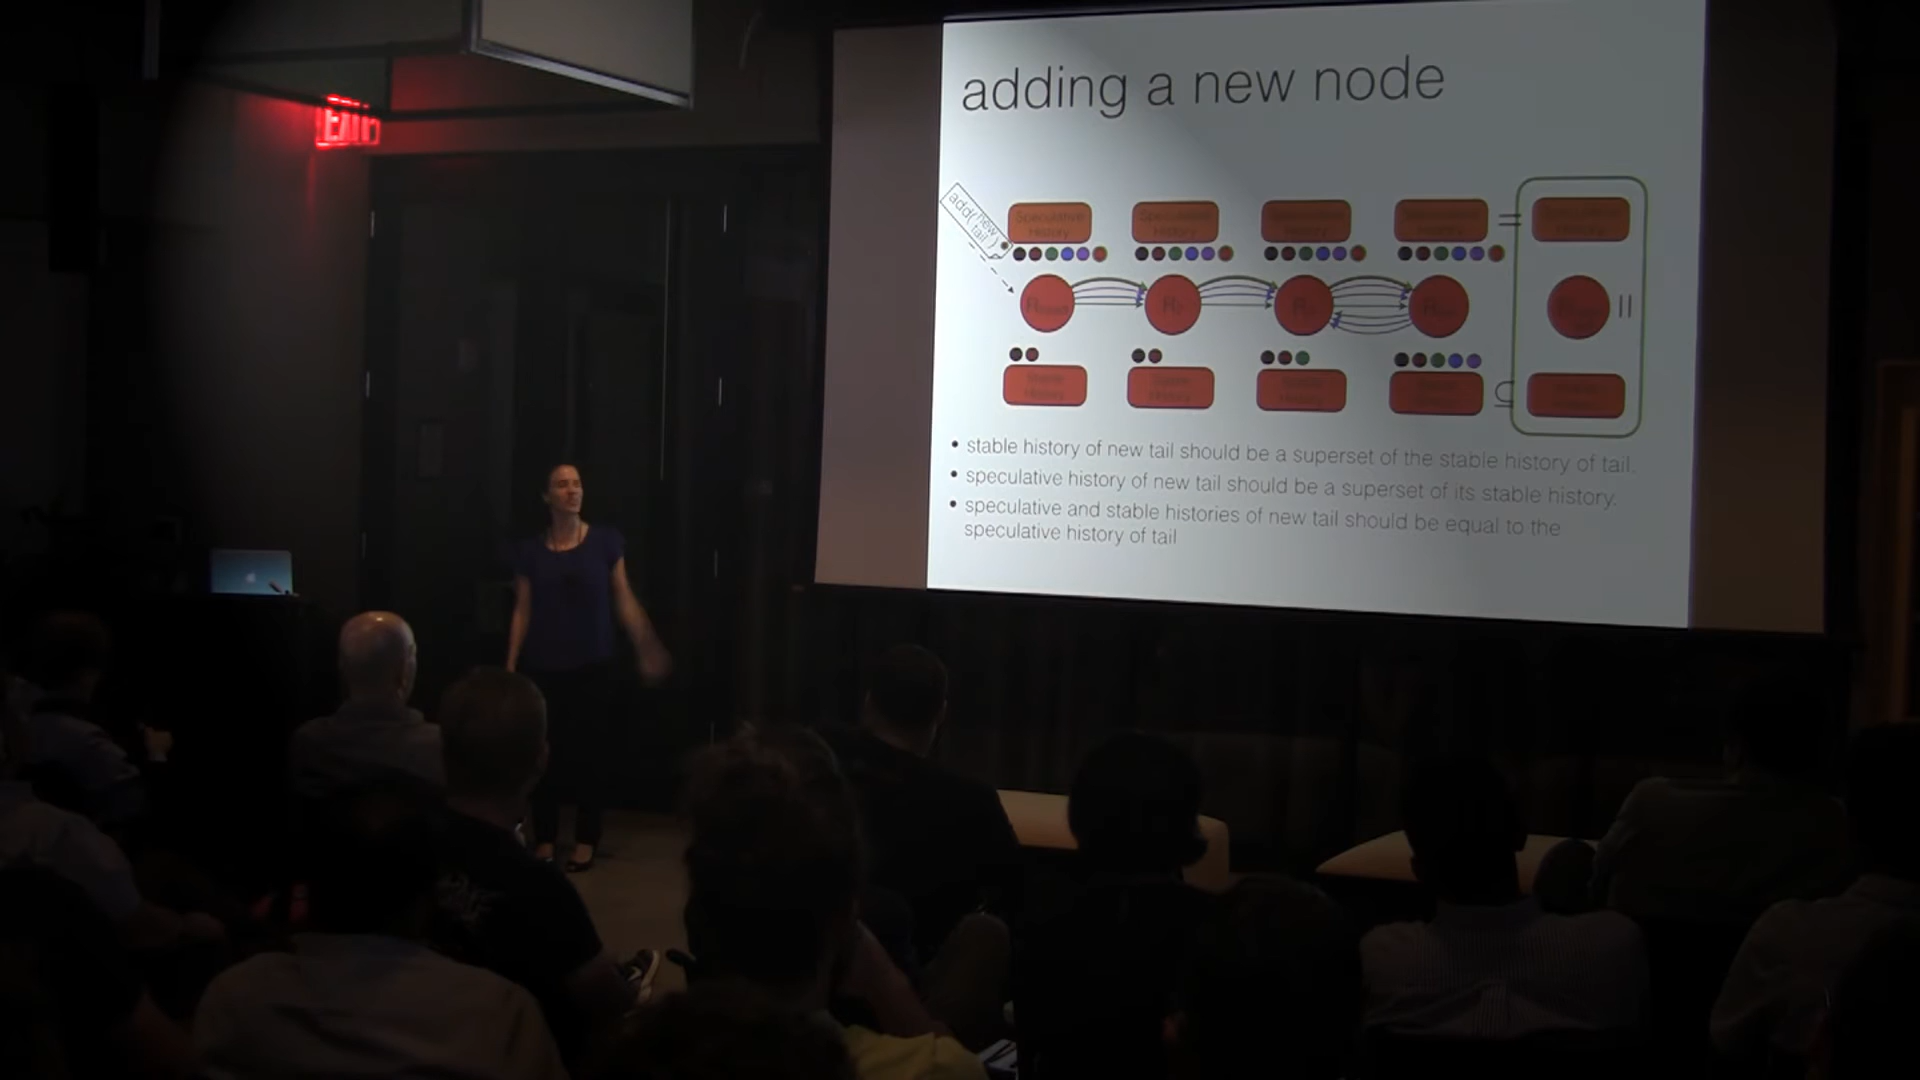 EXIT
adding a new node
add(new
tail)
Speculative
History
Speculative
History
• stable history of new tail should be a superset of the stable history of tail.
• speculative history of new tail should be a superset of its stable history.
• speculative and stable histories of new tail should be equal to the
speculative history of tail